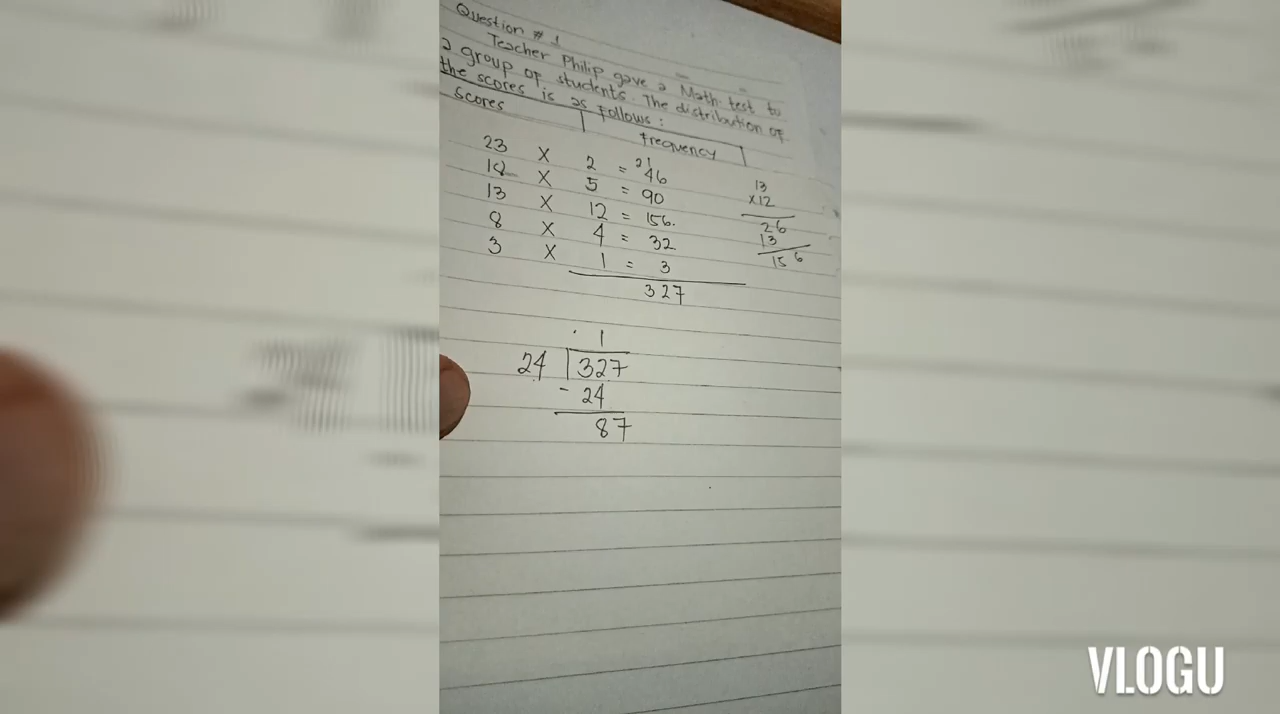 Question # 1
Teacher Philip gave a Math test to
a group of students. The distribution of
the scores is as follows:
Scores frequency
23 X 2 = 46
21
18 X 5 = 90
13 X 12 = 156.
8 X 4 = 32
3 X 1 = 3
327
13
x12
26
13
156
1
24 327
- 24
87
VLOGU